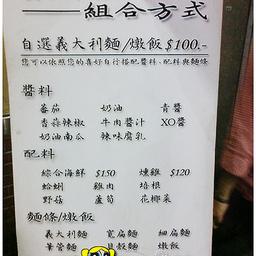 組合方式
自選義大利麵/燉飯$100.-
您可以依照您的喜好自行搭配醬料、配料與麵條
醬料
蕃茄 奶油 青醬
香蒜辣椒 牛肉醬汁 XO醬
奶油南瓜 辣味腐乳
配料
綜合海鮮 $150 燻雞 $120
蛤蜊 雞肉 培根
野菇 蘆筍 花椰菜
麵條/燉飯
義大利麵 寬扁麵 細扁麵
筆管麵 貝殼麵 燉飯